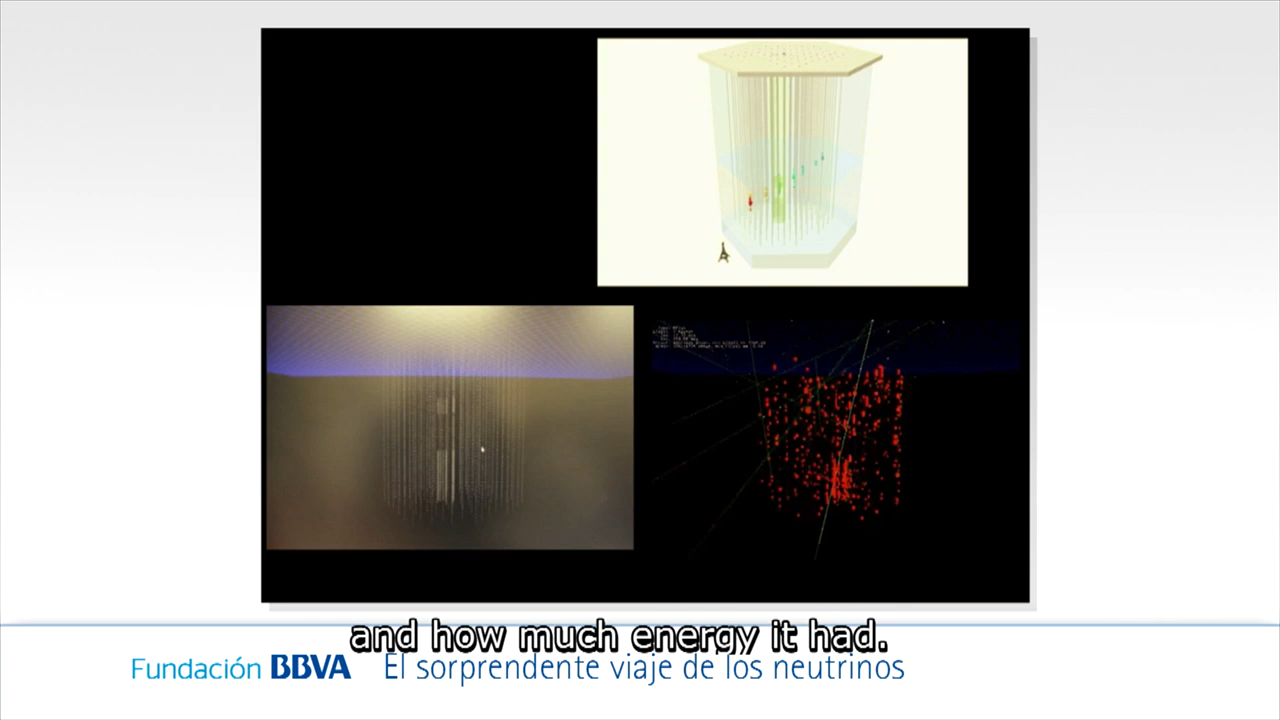 and how much energy it had.
Fundación BBVA El sorprendente viaje de los neutrinos